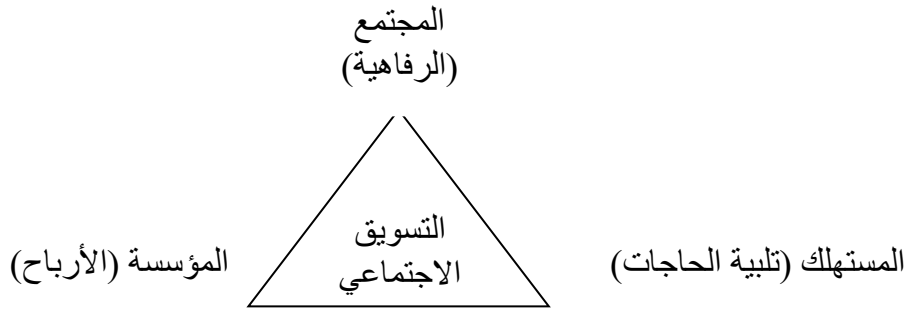 المجتمع
(الرفاهية)
التسويق
الاجتماعي
المستهلك (تلبية الحاجات)
المؤسسة (الأرباح)